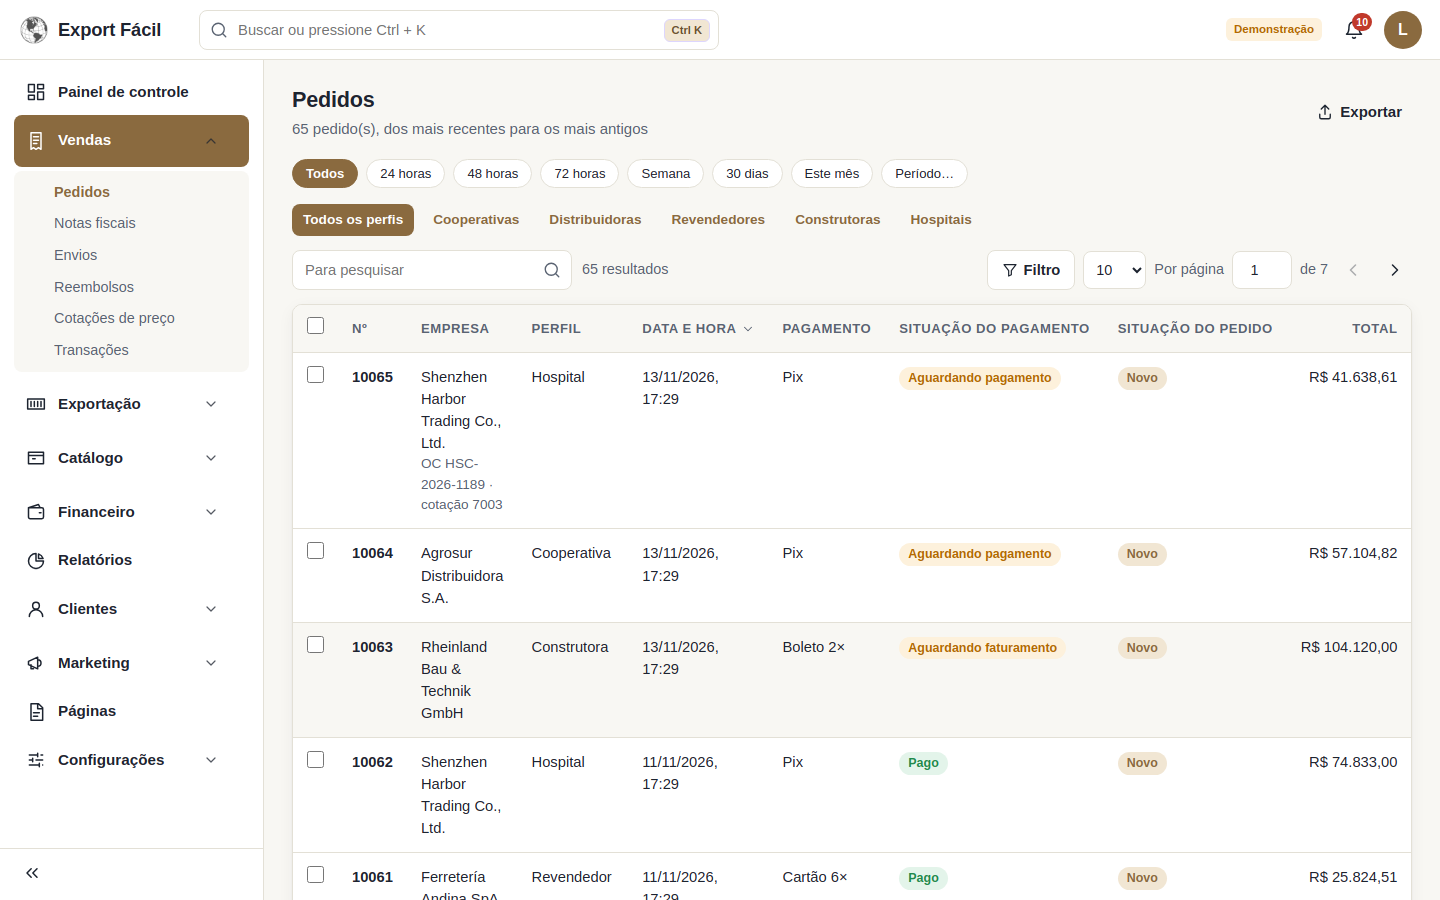 Export Fácil
Buscar ou pressione Ctrl + K
Ctrl K
Demonstração
10
L
Painel de controle
Vendas
Pedidos
Notas fiscais
Envios
Reembolsos
Cotações de preço
Transações
Exportação
Catálogo
Financeiro
Relatórios
Clientes
Marketing
Páginas
Configurações
Pedidos
65 pedido(s), dos mais recentes para os mais antigos
Exportar
Todos 24 horas 48 horas 72 horas Semana 30 dias Este mês Período…
Todos os perfis Cooperativas Distribuidoras Revendedores Construtoras Hospitais
Para pesquisar 65 resultados Filtro 10 Por página 1 de 7
Nº EMPRESA PERFIL DATA E HORA PAGAMENTO SITUAÇÃO DO PAGAMENTO SITUAÇÃO DO PEDIDO TOTAL
10065 Shenzhen Hospital 13/11/2026, Pix Aguardando pagamento Novo R$ 41.638,61
Harbor 17:29
Trading Co.,
Ltd.
OC HSC-
2026-1189 ·
cotação 7003
10064 Agrosur Cooperativa 13/11/2026, Pix Aguardando pagamento Novo R$ 57.104,82
Distribuidora 17:29
S.A.
10063 Rheinland Construtora 13/11/2026, Boleto 2× Aguardando faturamento Novo R$ 104.120,00
Bau & 17:29
Technik
GmbH
10062 Shenzhen Hospital 11/11/2026, Pix Pago Novo R$ 74.833,00
Harbor 17:29
Trading Co.,
Ltd.
10061 Ferretería Revendedor 11/11/2026, Cartão 6× Pago Novo R$ 25.824,51
Andina SpA 17:29